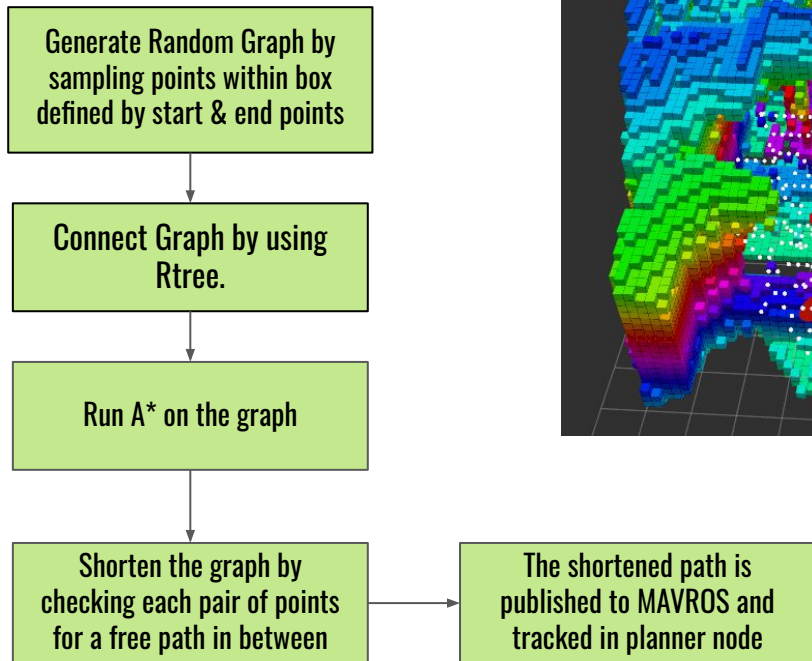 Generate Random Graph by
sampling points within box
defined by start & end points
Connect Graph by using
Rtree.
Run A* on the graph
Shorten the graph by
checking each pair of points
for a free path in between
The shortened path is
published to MAVROS and
tracked in planner node